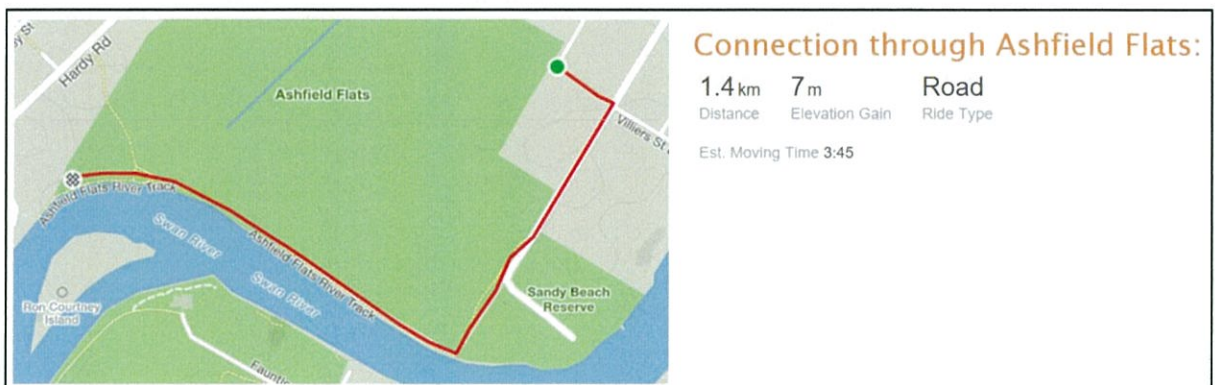 Hardy Rd
Ashfield Flats
Villiers St
Ashfield Flats River Track
Swan River
Ashfield Flats River Track
Swan River
Sandy Beach
Reserve
Ron Courtney
Island
Connection through Ashfield Flats:
1.4 km 7 m Road
Distance Elevation Gain Ride Type
Est. Moving Time 3:45